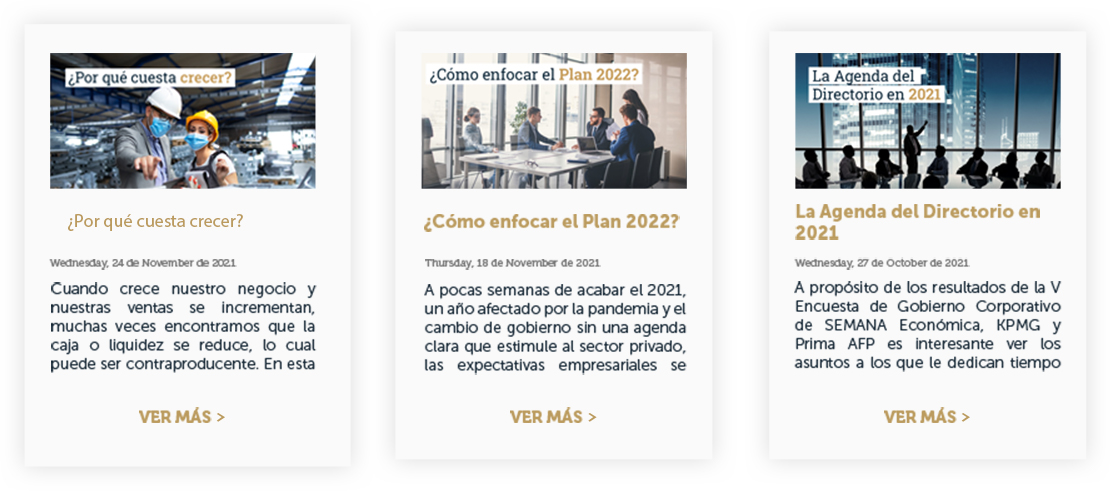 ¿Por qué cuesta crecer?
¿Por qué cuesta crecer?
Wednesday, 24 de November de 2021
Cuando crece nuestro negocio y
nuestras ventas se incrementan,
muchas veces encontramos que la
caja o liquidez se reduce, lo cual
puede ser contraproducente. En esta
VER MÁS >
¿Cómo enfocar el Plan 2022?
¿Cómo enfocar el Plan 2022?
Thursday, 18 de November de 2021
A pocas semanas de acabar el 2021,
un año afectado por la pandemia y el
cambio de gobierno sin una agenda
clara que estimule al sector privado,
las expectativas empresariales se
VER MÁS >
La Agenda del
Directorio en 2021
La Agenda del Directorio en
2021
Wednesday, 27 de October de 2021
A propósito de los resultados de la V
Encuesta de Gobierno Corporativo
de SEMANA Económica, KPMG y
Prima AFP es interesante ver los
asuntos a los que le dedican tiempo
VER MÁS >